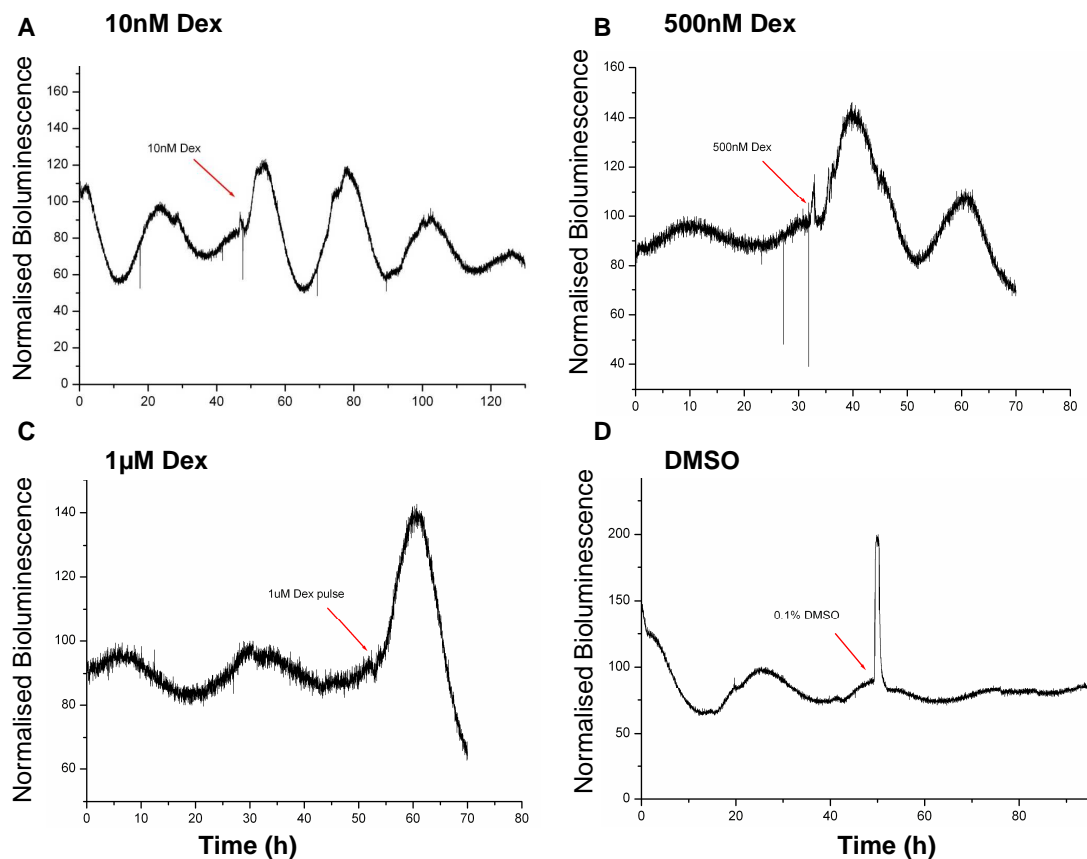 A
10nM Dex
Normalised Bioluminescence
160
140
120
100
80
60
40
20
0
10nM Dex
0 20 40 60 80 100 120
B
500nM Dex
Normalised Bioluminescence
160
140
120
100
80
60
40
500nM Dex
0 10 20 30 40 50 60 70 80
C
1µM Dex
Normalised Bioluminescence
140
120
100
80
60
1uM Dex pulse
0 10 20 30 40 50 60 70 80
Time (h)
D
DMSO
Normalised Bioluminescence
200
150
100
50
0
0.1% DMSO
0 20 40 60 80
Time (h)